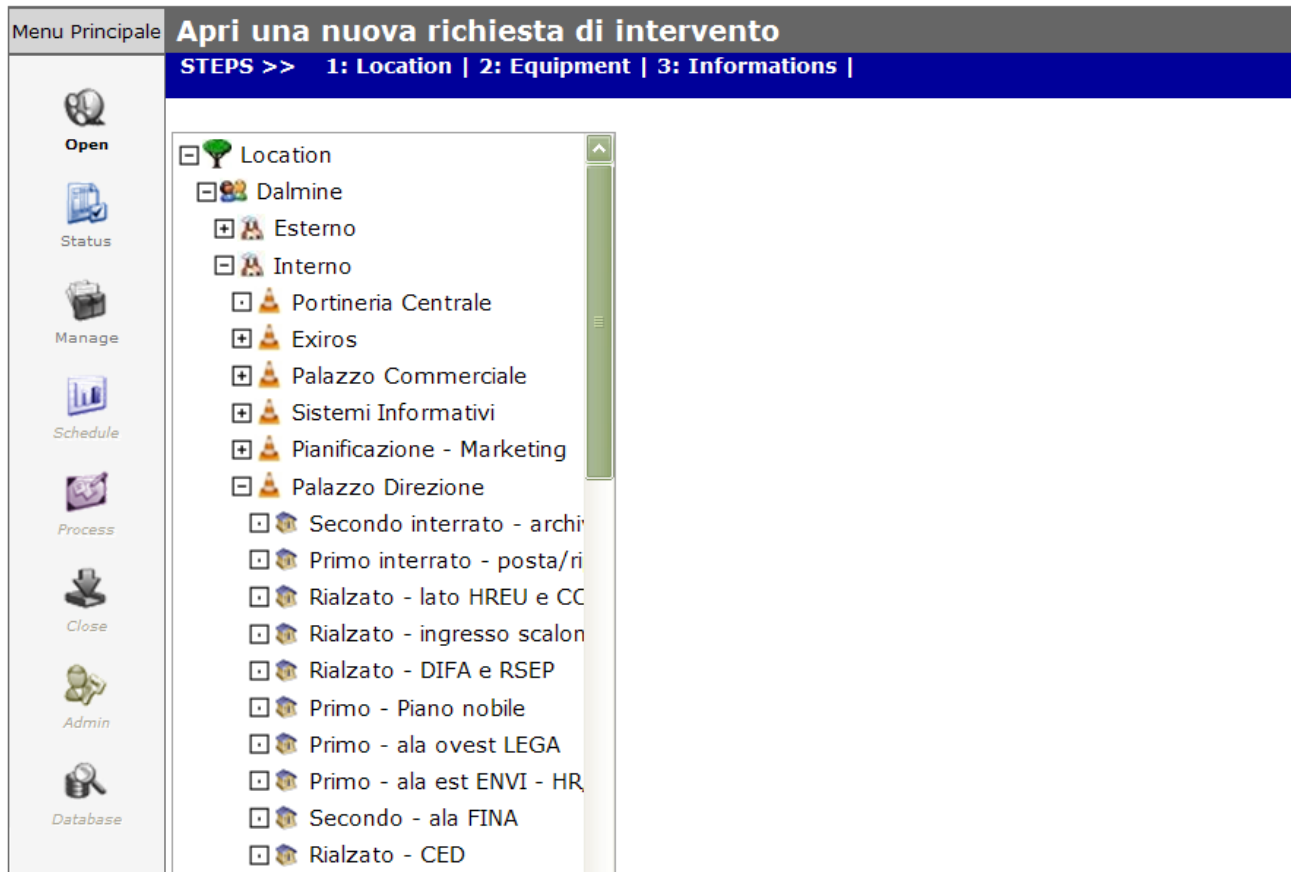 Menu Principale
Apri una nuova richiesta di intervento
STEPS >> 1: Location | 2: Equipment | 3: Informations |
Open
Status
Manage
Schedule
Process
Close
Admin
Database
Location
Dalmine
Esterno
Interno
Portineria Centrale
Exiros
Palazzo Commerciale
Sistemi Informativi
Pianificazione - Marketing
Palazzo Direzione
Secondo interrato - archi
Primo interrato - posta/ri
Rialzato - lato HREU e CC
Rialzato - ingresso scalon
Rialzato - DIFA e RSEP
Primo - Piano nobile
Primo - ala ovest LEGA
Primo - ala est ENVI - HR
Secondo - ala FINA
Rialzato - CED